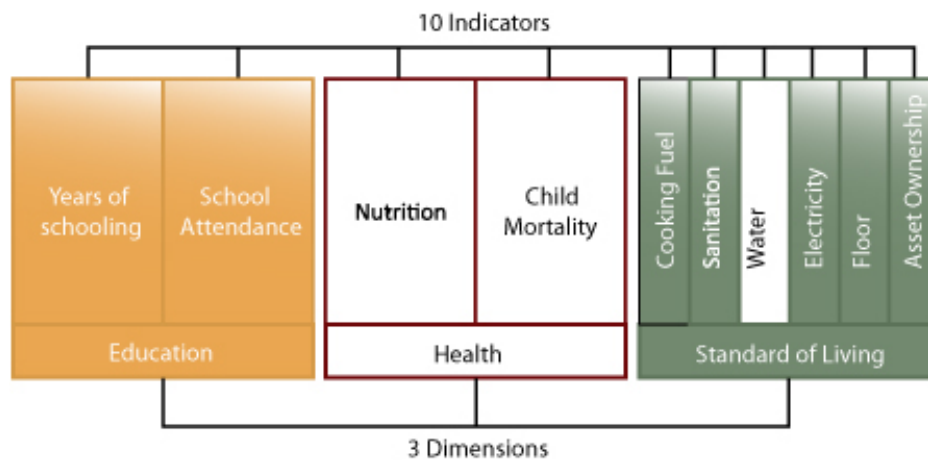 10 Indicators
Years of
schooling
School
Attendance
Nutrition
Child
Mortality
Cooking Fuel
Sanitation
Water
Electricity
Floor
Asset Ownership
Education
Health
Standard of Living
3 Dimensions